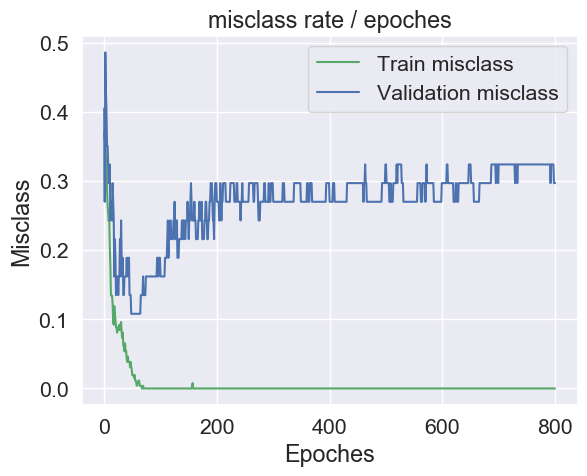 misclass rate / epoches
Train misclass
Validation misclass
Misclass
0.5
0.4
0.3
0.2
0.1
0.0
0 200 400 600 800
Epoches